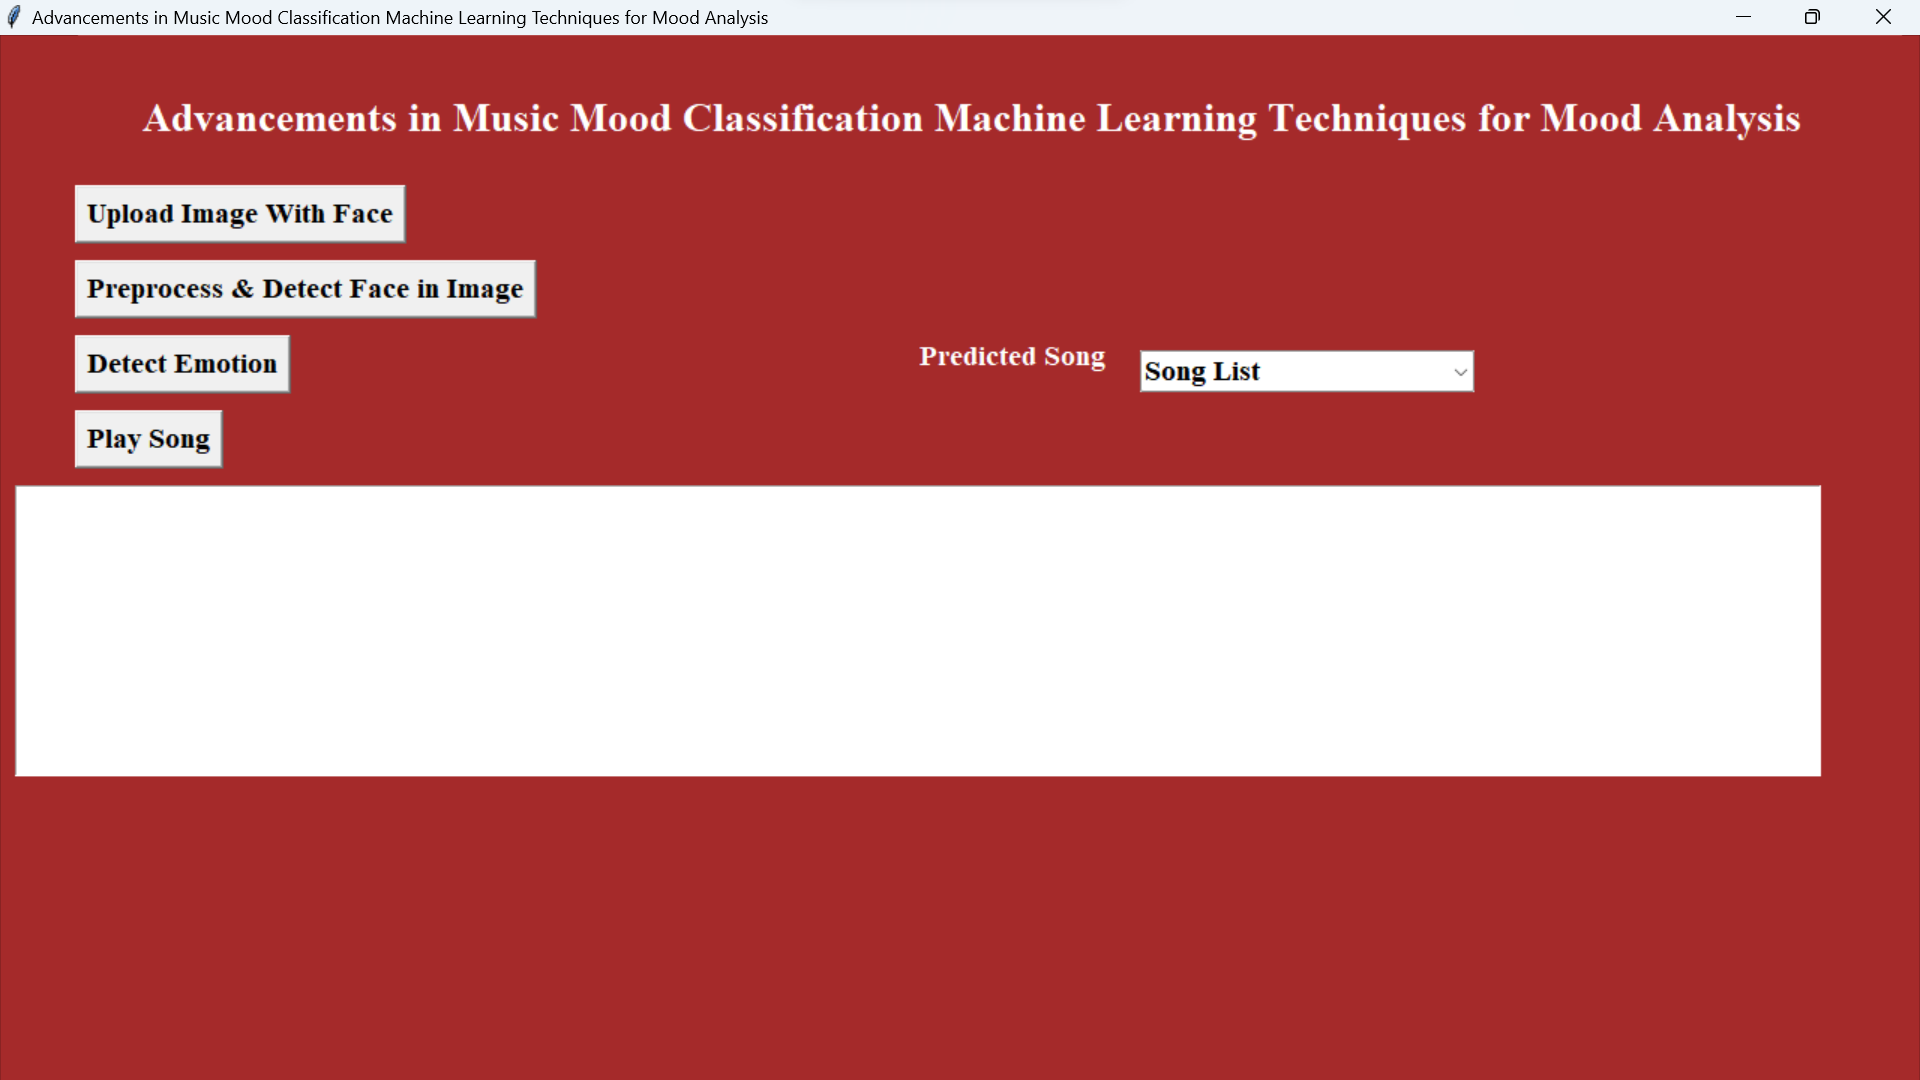 Advancements in Music Mood Classification Machine Learning Techniques for Mood Analysis
Advancements in Music Mood Classification Machine Learning Techniques for Mood Analysis
Upload Image With Face
Preprocess & Detect Face in Image
Detect Emotion
Predicted Song
Song List
Play Song